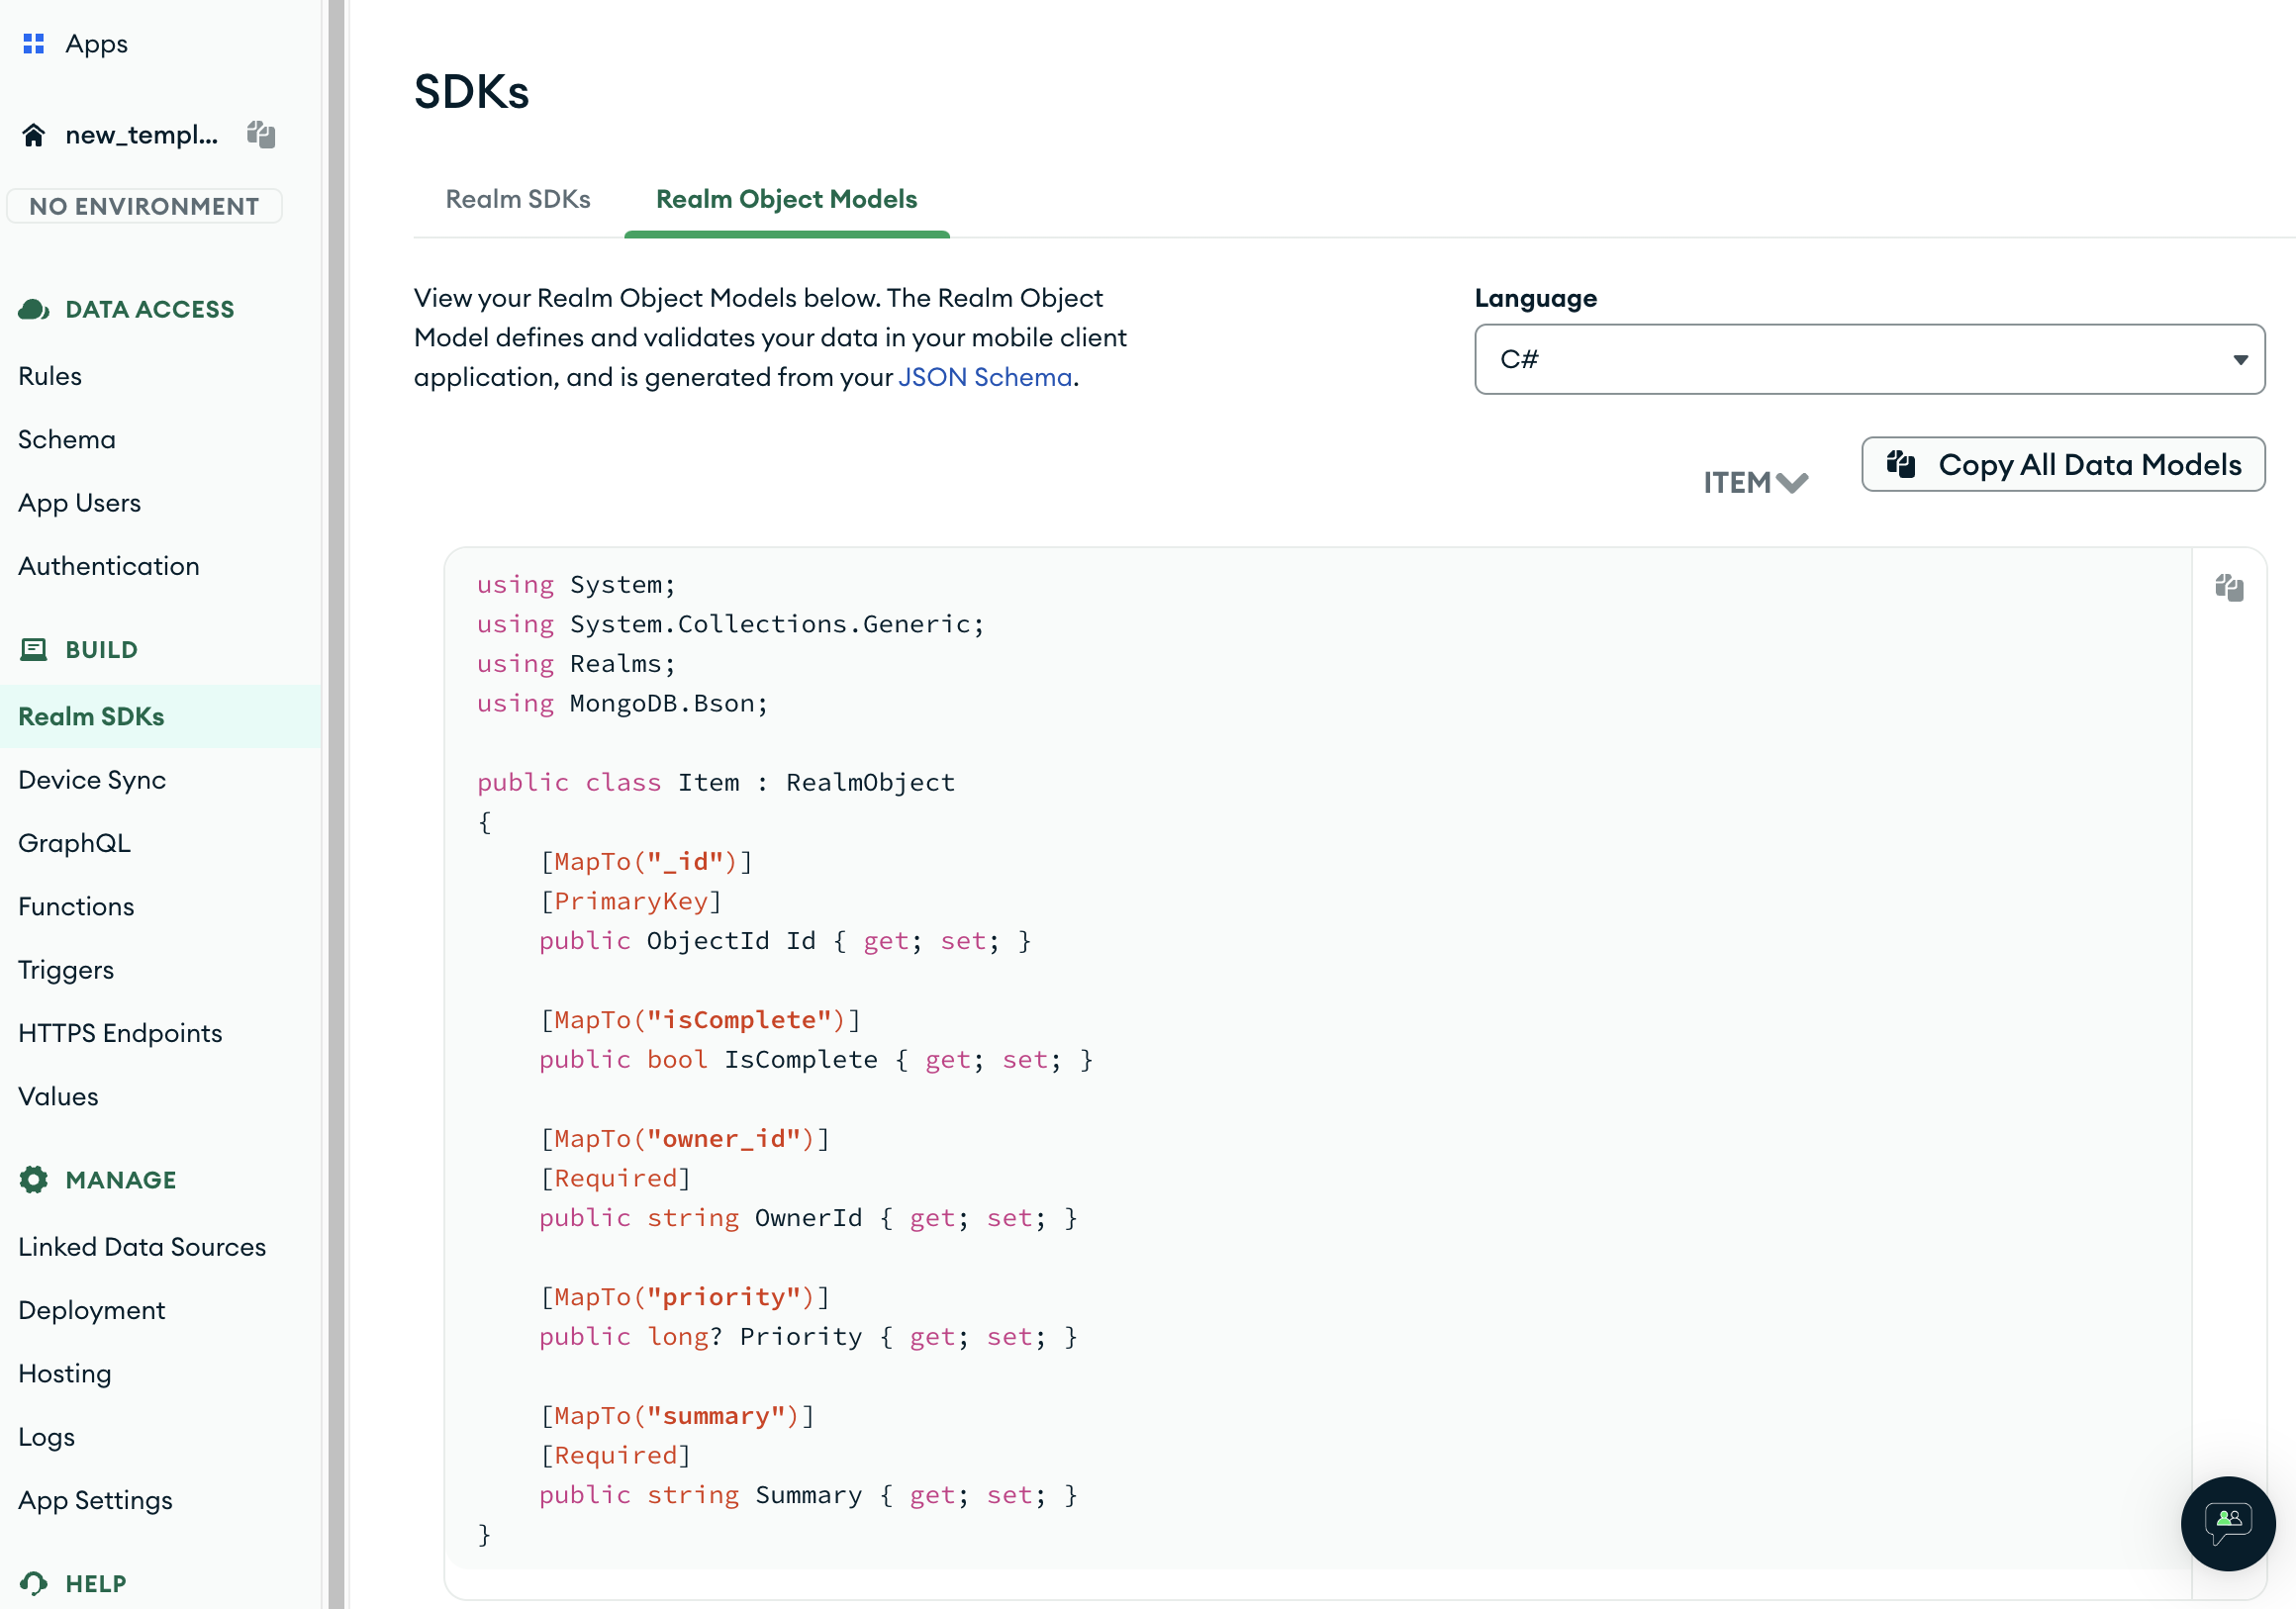 Apps
new_templ...
NO ENVIRONMENT
DATA ACCESS
Rules
Schema
App Users
Authentication
BUILD
Realm SDKs
Device Sync
GraphQL
Functions
Triggers
HTTPS Endpoints
Values
MANAGE
Linked Data Sources
Deployment
Hosting
Logs
App Settings
HELP
SDKs
Realm SDKs
Realm Object Models
View your Realm Object Models below. The Realm Object
Model defines and validates your data in your mobile client
application, and is generated from your JSON Schema.
Language
C#
ITEM
Copy All Data Models
using System;
using System.Collections.Generic;
using Realms;
using MongoDB.Bson;
public class Item : RealmObject
{
[MapTo("_id")]
[PrimaryKey]
public ObjectId Id { get; set; }
[MapTo("isComplete")]
public bool IsComplete { get; set; }
[MapTo("owner_id")]
[Required]
public string OwnerId { get; set; }
[MapTo("priority")]
public long? Priority { get; set; }
[MapTo("summary")]
[Required]
public string Summary { get; set; }
}